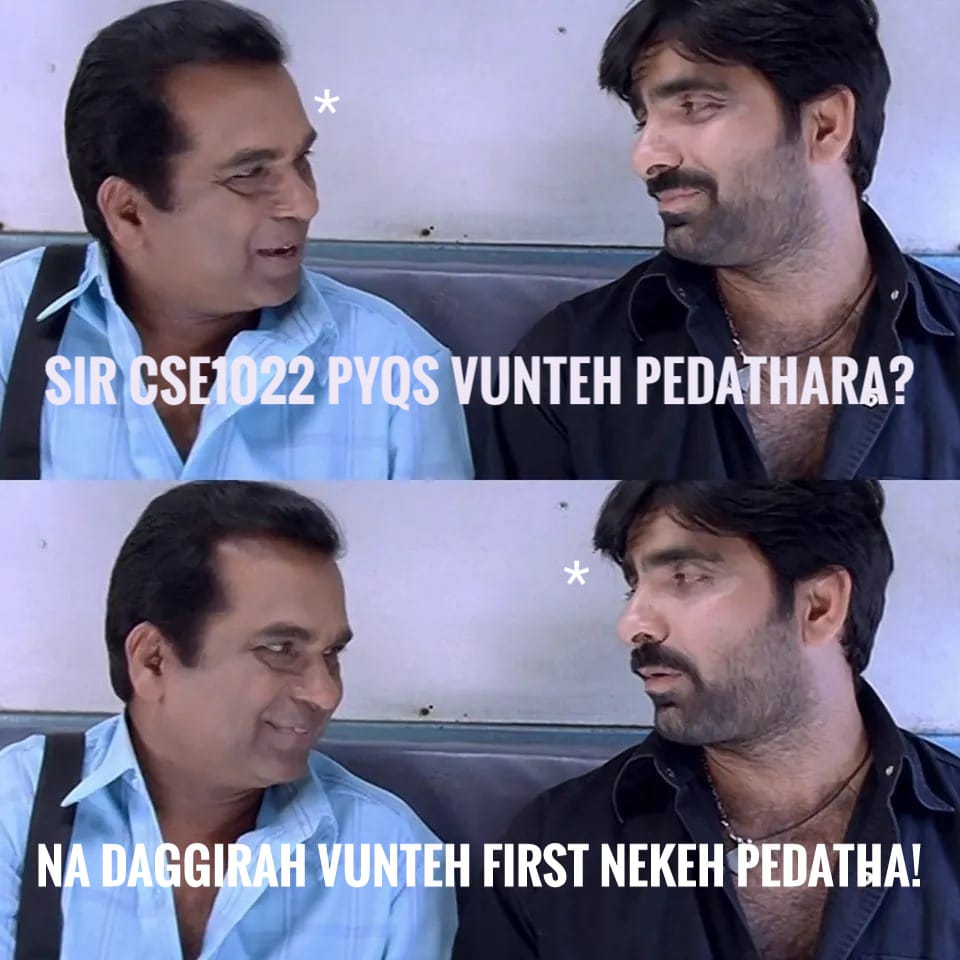 *
SIR CSE1022 PYQS VUNTEH PEDATHARA?
*
NA DAGGIRAH VUNTEH FIRST NEKEH PEDATHA!